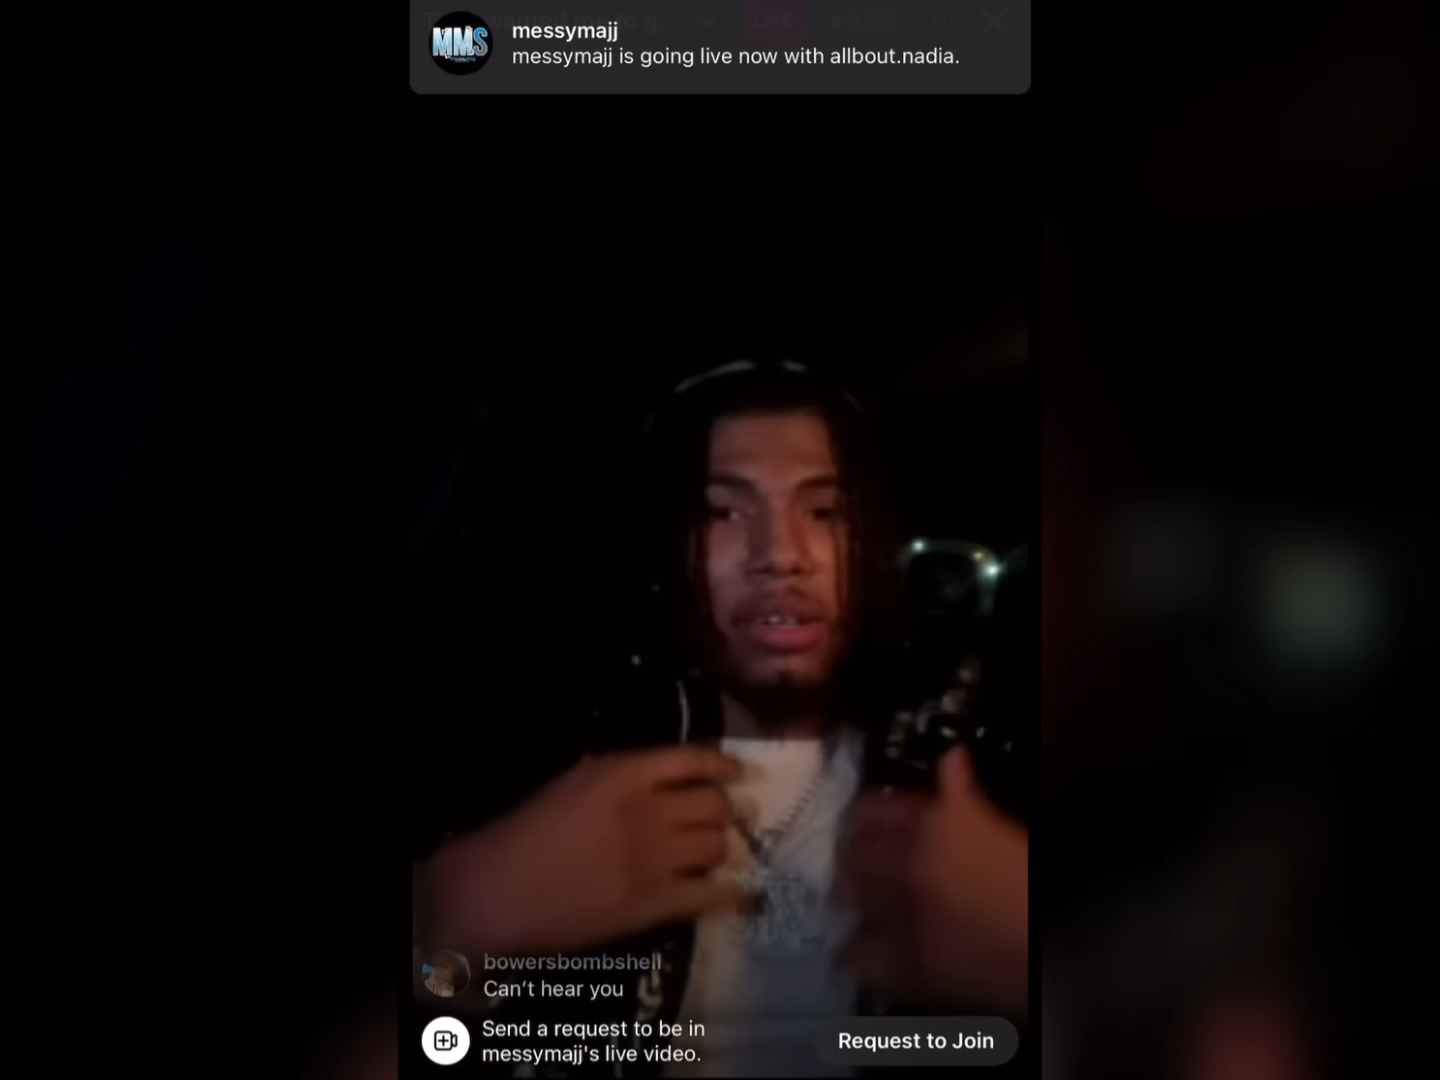 MMS
messymajj
messymajj is going live now with allbout.nadia.
LIVE
bowersbombshell
Can't hear you
Send a request to be in
messymajj's live video.
Request to Join